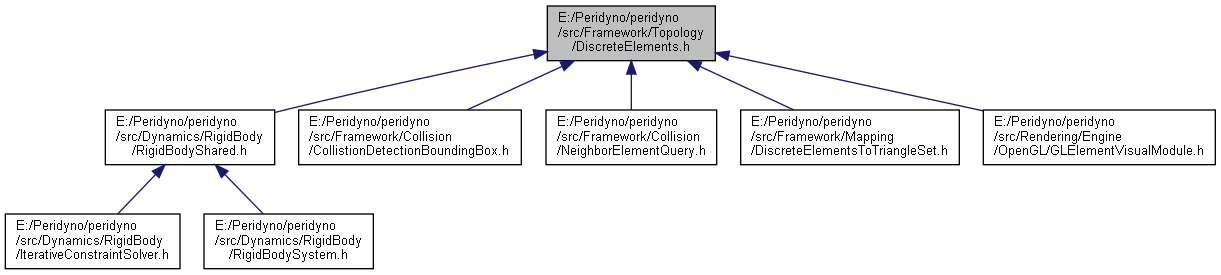 E:/Peridyno/peridyno
/src/Framework/Topology
/DiscreteElements.h
E:/Peridyno/peridyno
/src/Dynamics/RigidBody
/RigidBodyShared.h
E:/Peridyno/peridyno
/src/Framework/Collision
/CollistionDetectionBoundingBox.h
E:/Peridyno/peridyno
/src/Framework/Collision
/NeighborElementQuery.h
E:/Peridyno/peridyno
/src/Framework/Mapping
/DiscreteElementsToTriangleSet.h
E:/Peridyno/peridyno
/src/Rendering/Engine
/OpenGL/GLElementVisualModule.h
E:/Peridyno/peridyno
/src/Dynamics/RigidBody
/IterativeConstraintSolver.h
E:/Peridyno/peridyno
/src/Dynamics/RigidBody
/RigidBodySystem.h